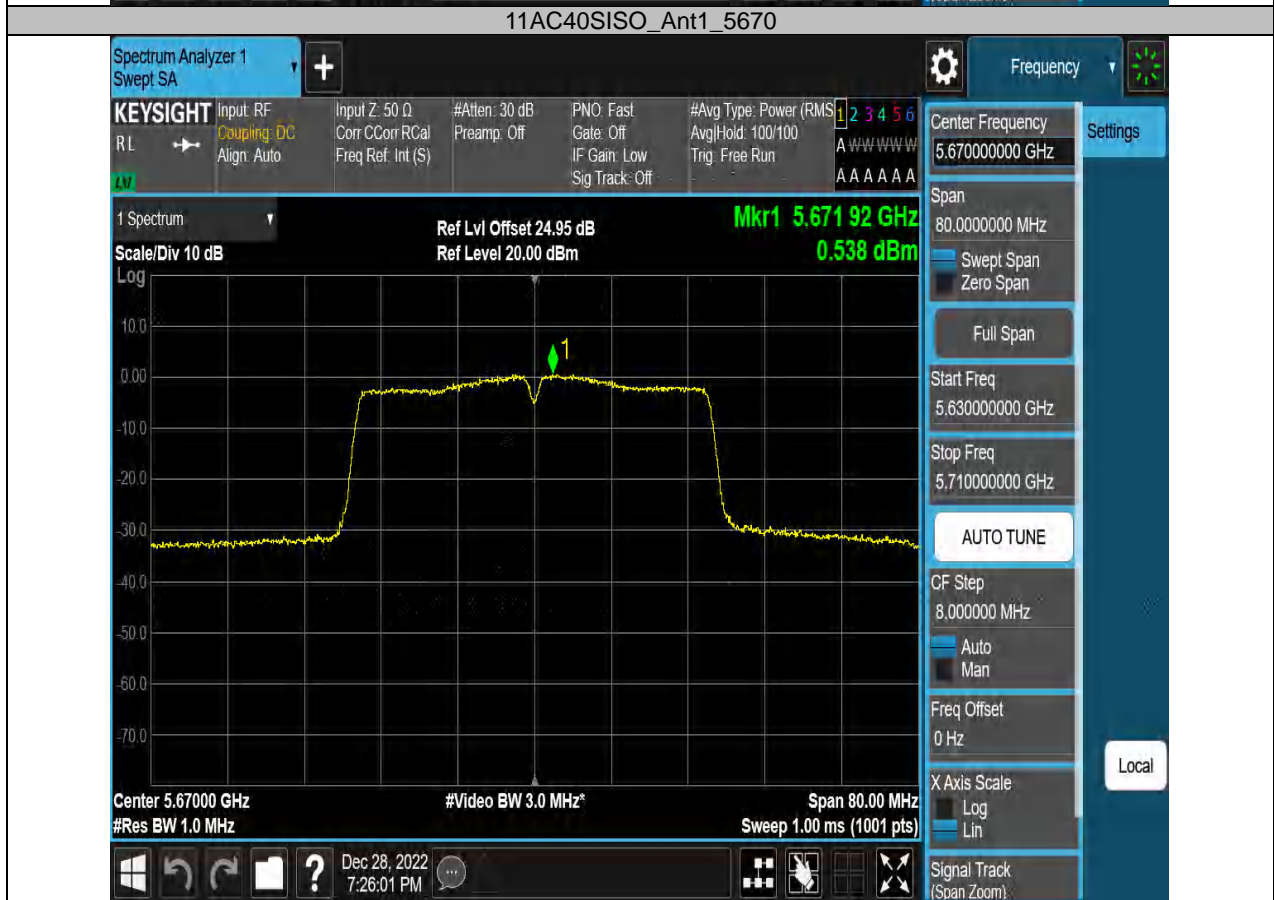 11AC40SISO_Ant1_5670
Spectrum Analyzer 1
Swept SA
+
Frequency
KEYSIGHT
RL
Input: RF
Coupling: DC
Align: Auto
Input Z: 50 Ω
Corr CCorr RCal
Freq Ref: Int (S)
#Atten: 30 dB
Preamp: Off
PNO: Fast
Gate: Off
IF Gain: Low
Sig Track: Off
#Avg Type: Power (RMS
Avg|Hold: 100/100
Trig: Free Run
1 2 3 4 5 6
A W W W W W
A A A A A A
1 Spectrum
Scale/Div 10 dB
Ref Lvl Offset 24.95 dB
Ref Level 20.00 dBm
Mkr1 5.671 92 GHz
0.538 dBm
Log
10.0
0.00
-10.0
-20.0
-30.0
-40.0
-50.0
-60.0
-70.0
1
Center 5.67000 GHz
#Res BW 1.0 MHz
#Video BW 3.0 MHz*
Span 80.00 MHz
Sweep 1.00 ms (1001 pts)
Center Frequency
5.670000000 GHz
Span
80.0000000 MHz
Swept Span
Zero Span
Full Span
Start Freq
5.630000000 GHz
Stop Freq
5.710000000 GHz
AUTO TUNE
CF Step
8.000000 MHz
Auto
Man
Freq Offset
0 Hz
X Axis Scale
Log
Lin
Signal Track
(Span Zoom)
Settings
Local
?
Dec 28, 2022
7:26:01 PM